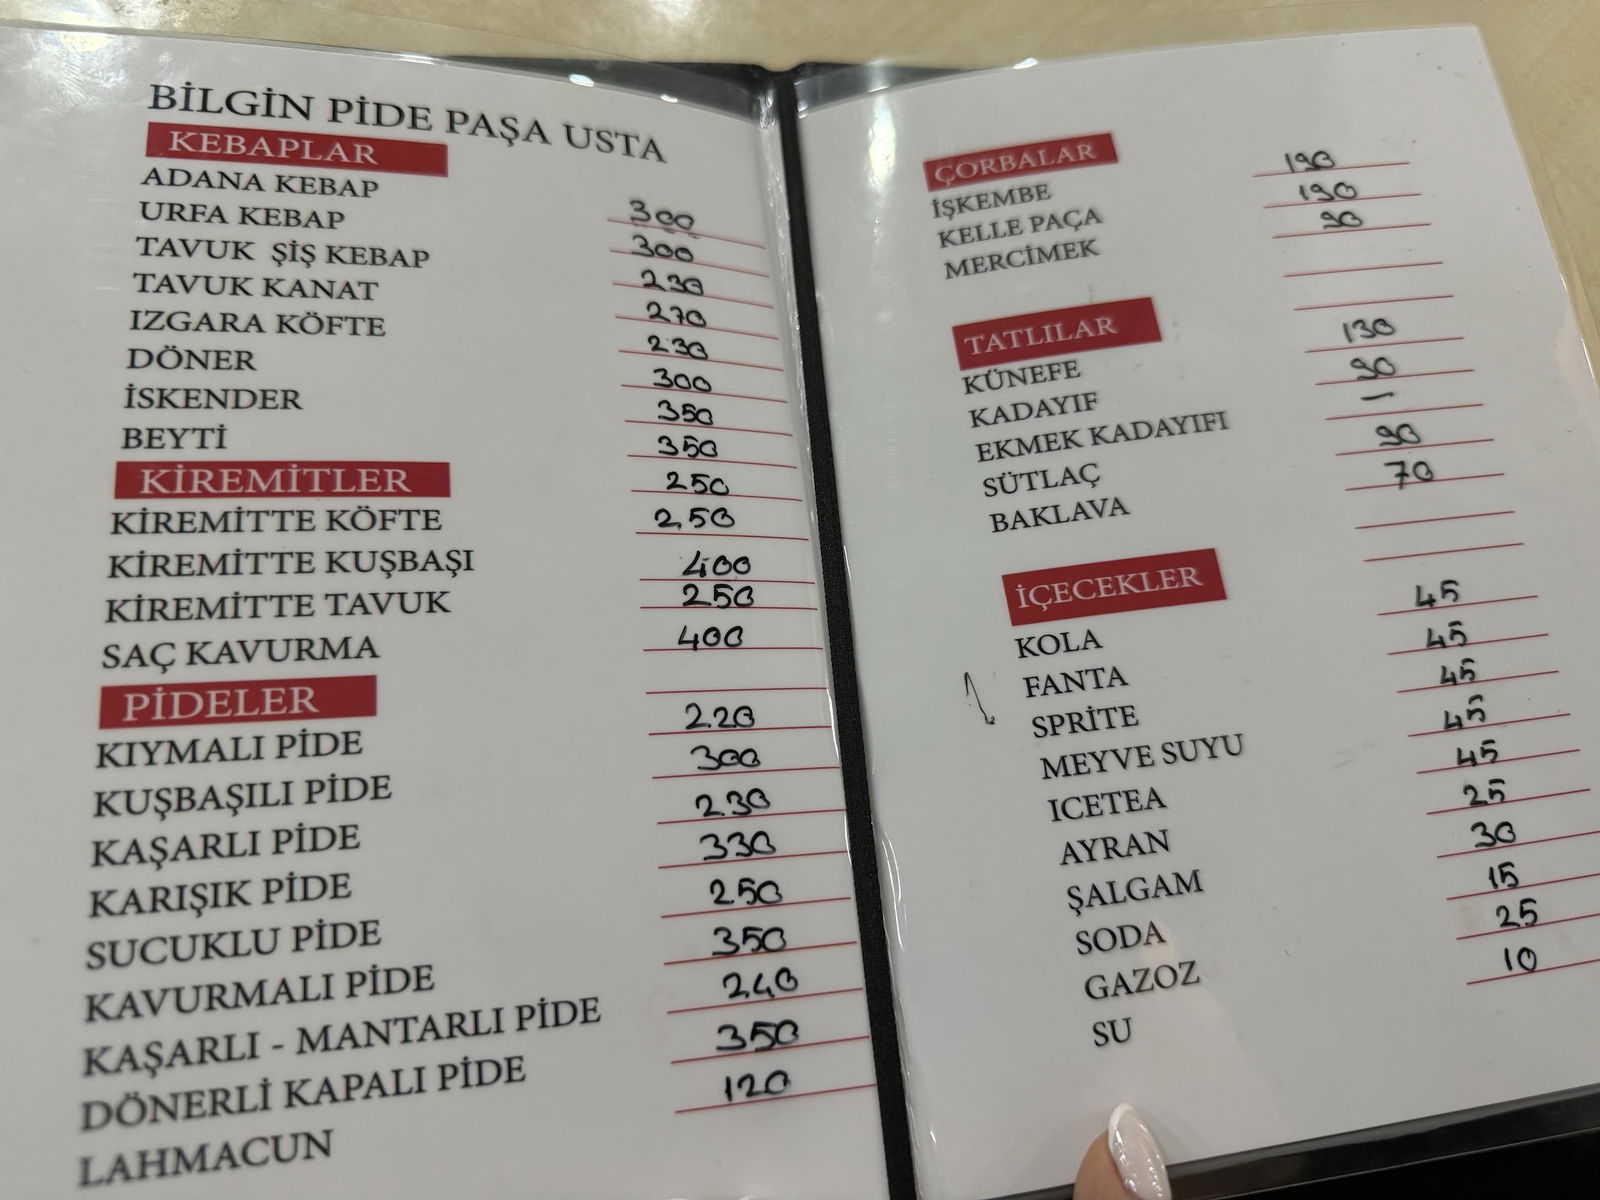 BİLGİN PİDE PAŞA USTA
KEBAPLAR
ADANA KEBAP 300
URFA KEBAP 300
TAVUK ŞİŞ KEBAP 230
TAVUK KANAT 270
IZGARA KÖFTE 230
DÖNER 300
İSKENDER 350
BEYTİ 350
KİREMİTLER 250
KİREMİTTE KÖFTE 250
KİREMİTTE KUŞBAŞI 400
KİREMİTTE TAVUK 250
SAÇ KAVURMA 400
PİDELER
KIYMALI PİDE 220
KUŞBAŞILI PİDE 300
KAŞARLI PİDE 230
KARIŞIK PİDE 330
SUCUKLU PİDE 250
KAVURMALI PİDE 350
KAŞARLI - MANTARLI PİDE 240
DÖNERLİ KAPALI PİDE 350
LAHMACUN 120
ÇORBALAR
İŞKEMBE 190
KELLE PAÇA 190
MERCİMEK 90
TATLILAR
KÜNEFE 130
KADAYIF 90
EKMEK KADAYIFI -
SÜTLAÇ 90
BAKLAVA 70
İÇECEKLER
KOLA 45
FANTA 45
SPRİTE 45
MEYVE SUYU 45
ICETEA 45
AYRAN 25
ŞALGAM 30
SODA 15
GAZOZ 25
SU 10